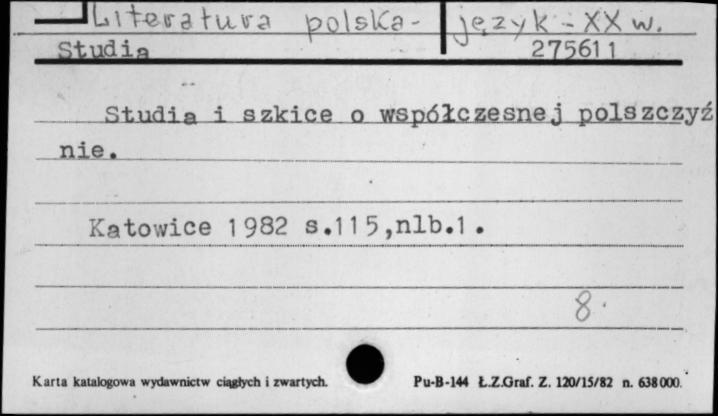 Literatura polska- język - XX w.
Studia 275611
Studia i szkice o współczesnej polszczyź
nie.
Katowice 1982 s.115,nlb.1.
8.
Karta katalogowa wydawnictw ciągłych i zwartych. Pu-B-144 Ł.Z.Graf. Z. 120/15/82 n. 638000.